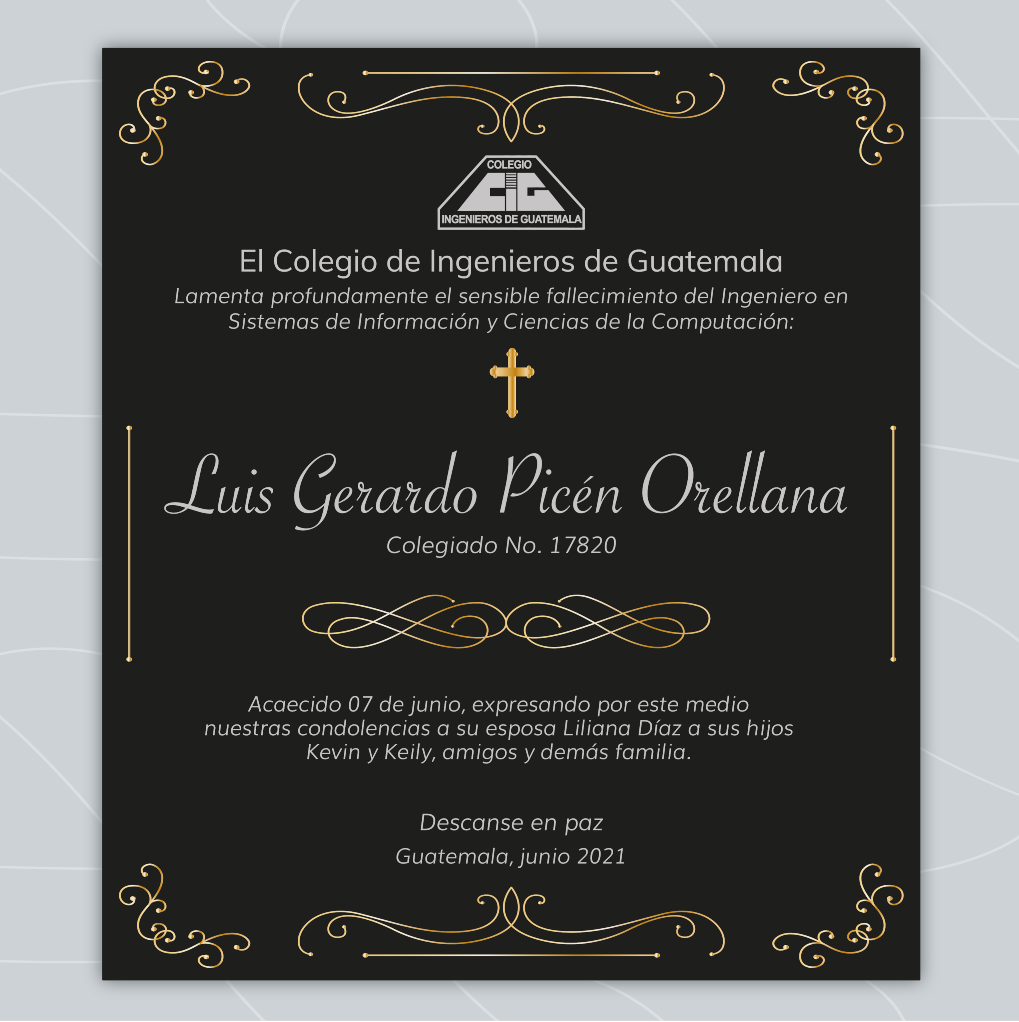 COLEGIO
CIG
INGENIEROS DE GUATEMALA
El Colegio de Ingenieros de Guatemala
Lamenta profundamente el sensible fallecimiento del Ingeniero en
Sistemas de Información y Ciencias de la Computación:
Luis Gerardo Picén Orellana
Colegiado No. 17820
Acaecido 07 de junio, expresando por este medio
nuestras condolencias a su esposa Liliana Díaz a sus hijos
Kevin y Keily, amigos y demás familia.
Descanse en paz
Guatemala, junio 2021